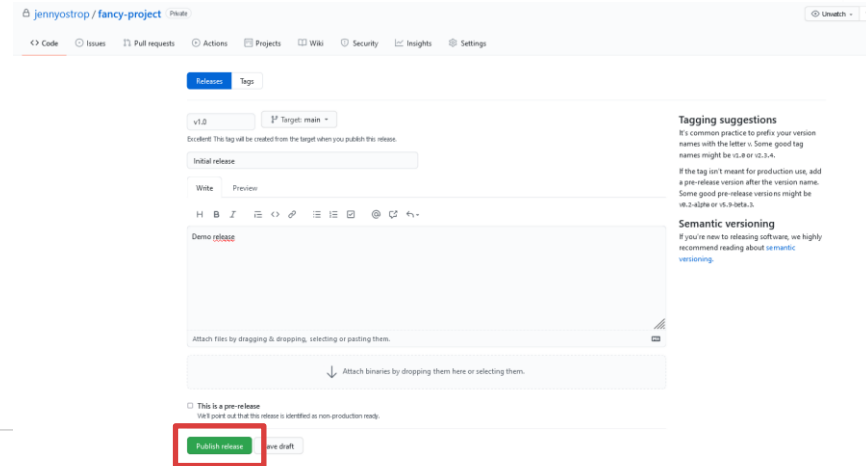 jennyostrop / fancy-project Private
Unwatch
Code Issues Pull requests Actions Projects Wiki Security Insights Settings
Releases Tags
v1.0 Target: main
Excellent! This tag will be created from the target when you publish this release.
Initial release
Write Preview
H B I
Demo release
Attach files by dragging & dropping, selecting or pasting them.
Attach binaries by dropping them here or selecting them.
This is a pre-release
We'll point out that this release is identified as non-production ready.
Publish release ave draft
Tagging suggestions
It's common practice to prefix your version
names with the letter v. Some good tag
names might be v1.0 or v2.3.4.
If the tag isn't meant for production use, add
a pre-release version after the version name.
Some good pre-release versions might be
v0.2-alpha or v5.9-beta.3.
Semantic versioning
If you're new to releasing software, we highly
recommend reading about semantic
versioning.